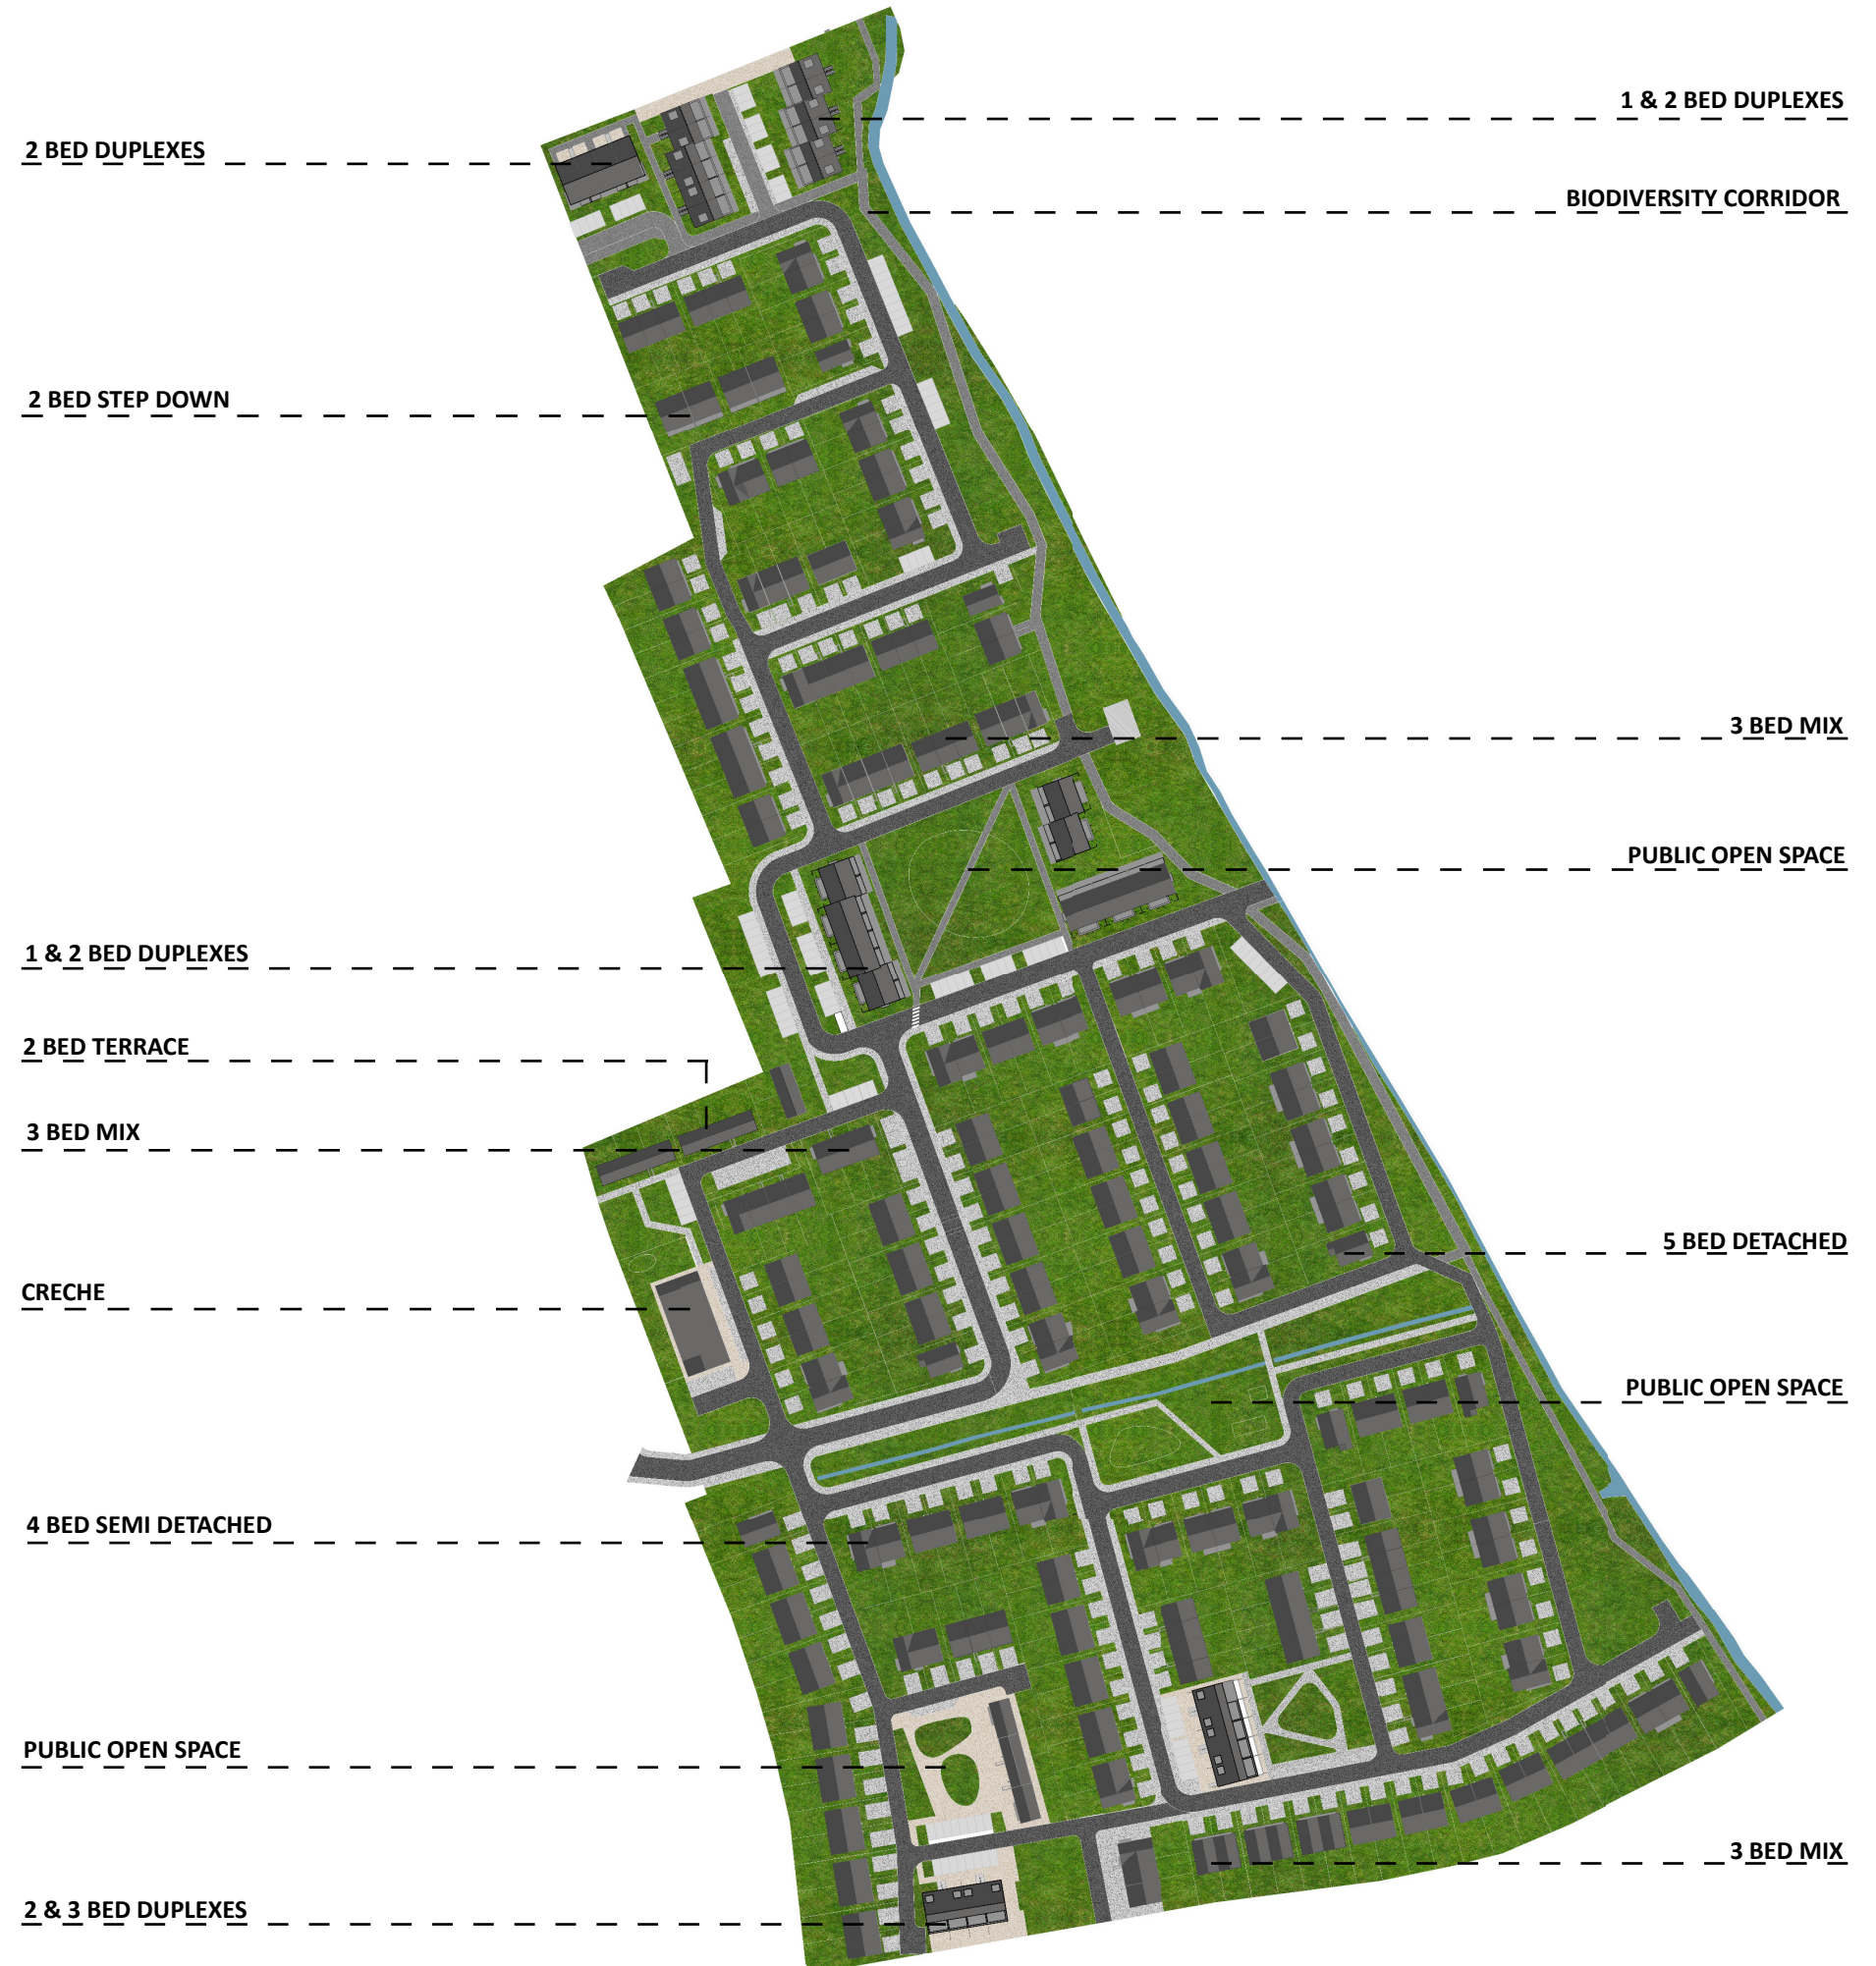 1 & 2 BED DUPLEXES
2 BED DUPLEXES
BIODIVERSITY CORRIDOR
2 BED STEP DOWN
3 BED MIX
PUBLIC OPEN SPACE
1 & 2 BED DUPLEXES
2 BED TERRACE
3 BED MIX
5 BED DETACHED
CRECHE
PUBLIC OPEN SPACE
4 BED SEMI DETACHED
PUBLIC OPEN SPACE
3 BED MIX
2 & 3 BED DUPLEXES